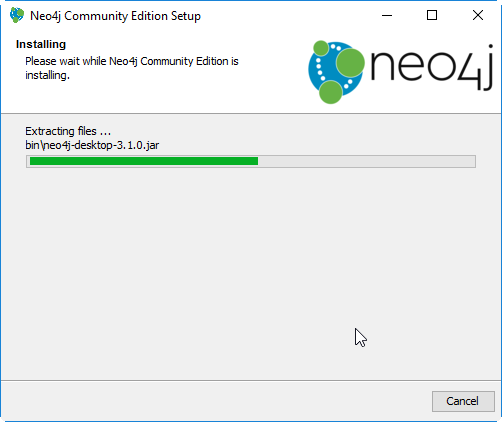 Neo4j Community Edition Setup
Installing
Please wait while Neo4j Community Edition is
installing.
neo4j
Extracting files ...
bin\neo4j-desktop-3.1.0.jar
Cancel